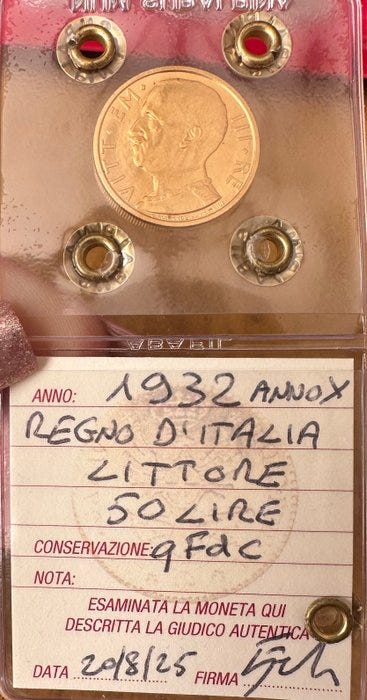 VITT·EM· III·RE
ANNO: 1932 ANNO X
REGNO D'ITALIA
LITTORE
50 LIRE
CONSERVAZIONE: qFdC
NOTA:
ESAMINATA LA MONETA QUI
DESCRITTA LA GIUDICO AUTENTICA
DATA 20/8/25 FIRMA